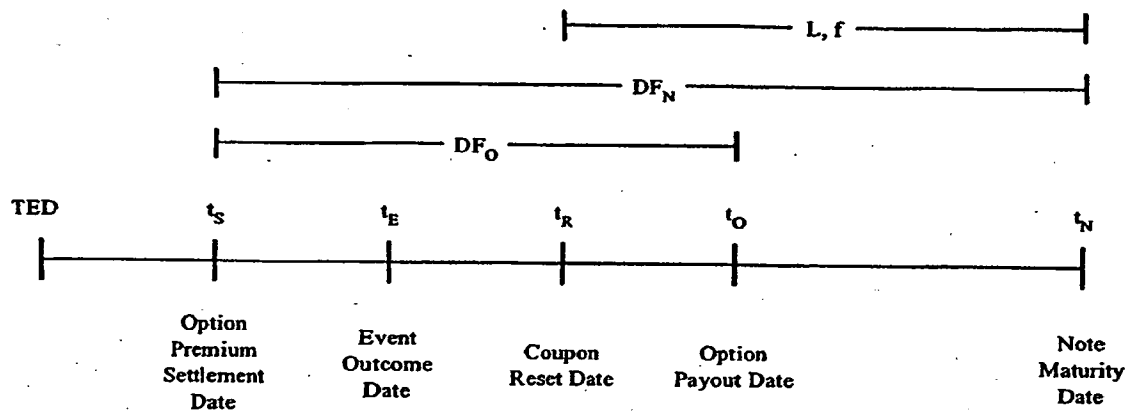 L, f
DF_N
DF_O
TED t_S t_E t_R t_O t_N
Option
Premium
Settlement
Date
Event
Outcome
Date
Coupon
Reset Date
Option
Payout Date
Note
Maturity
Date